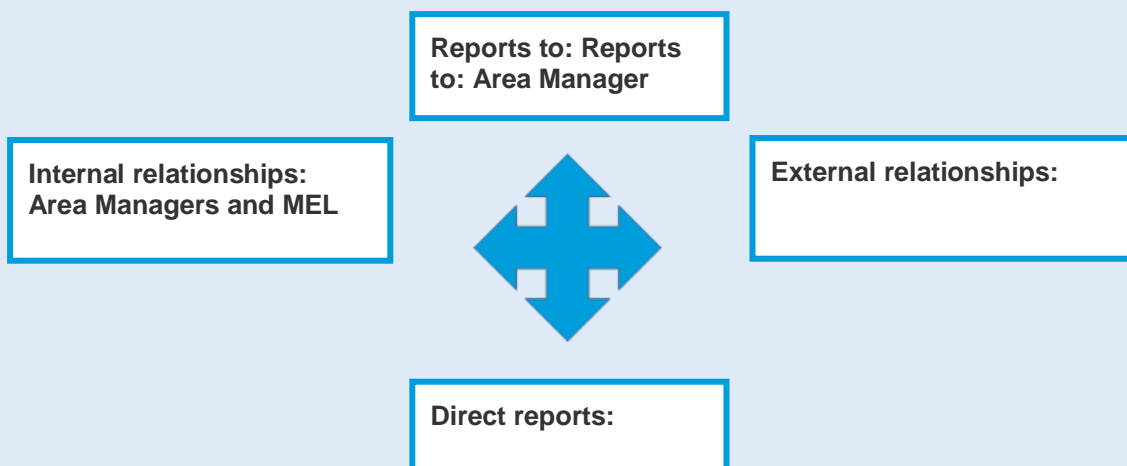 Reports to: Reports
to: Area Manager
Internal relationships:
Area Managers and MEL
External relationships:
Direct reports: